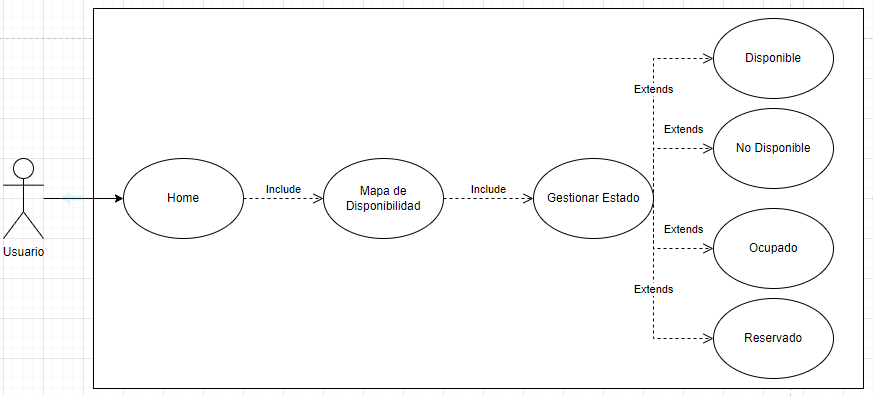 Disponible
Extends
Extends
No Disponible
Usuario
Home
Include
Mapa de
Disponibilidad
Include
Gestionar Estado
Extends
Ocupado
Extends
Reservado